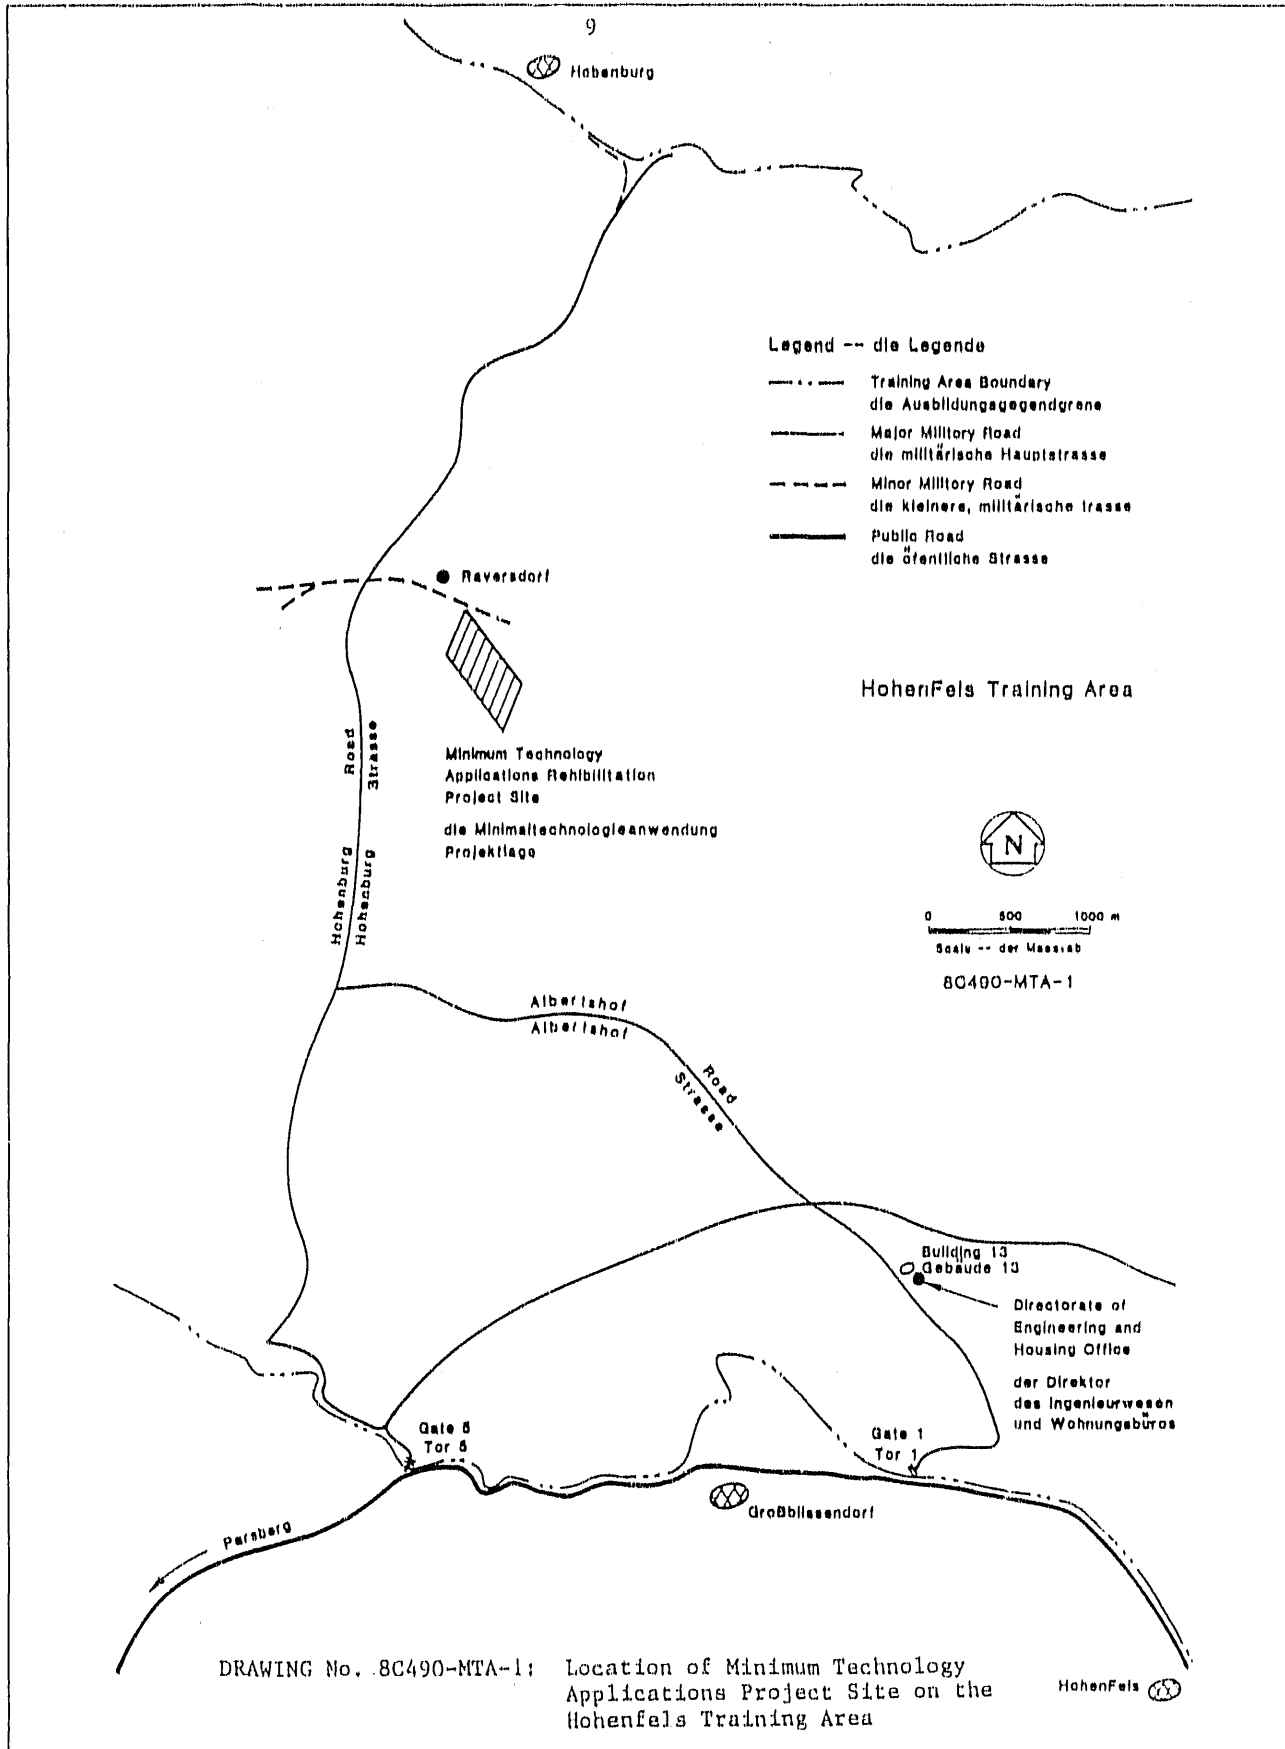 9
Hohenburg
Legend -- die Legende
Training Area Boundary
die Ausbildungsgegendgrene
Major Military Road
die militärische Hauptstrasse
Minor Military Road
die kleinere, militärische trasse
Public Road
die öfentliche Strasse
Raversdorf
HohenFels Training Area
Road
Strasse
Minimum Technology
Applications Rehibilitation
Project Site
die Minimaltechnologieanwendung
Projektlage
N
Hohenburg
Hohenburg
0 500 1000 m
Scale -- der Massstab
8C490-MTA-1
Albertshof
Albertshof
Road
Strasse
Building 13
Gebäude 13
Directorate of
Engineering and
Housing Office
der Direktor
des Ingenieurwesen
und Wohnungsbüros
Gate 5
Tor 5
Gate 1
Tor 1
Großbissendorf
Parsberg
DRAWING No. 8C490-MTA-1: Location of Minimum Technology
Applications Project Site on the
Hohenfels Training Area
HohenFels